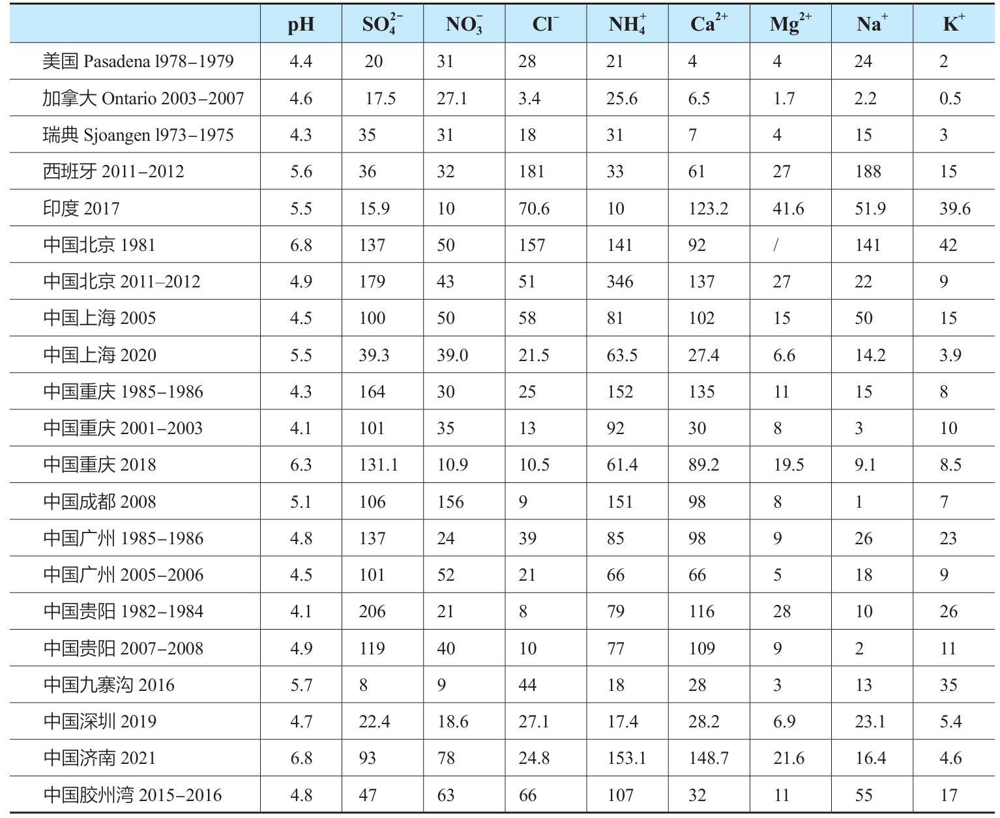 pH SO₄²⁻ NO₃⁻ Cl⁻ NH₄⁺ Ca²⁺ Mg²⁺ Na⁺ K⁺
美国 Pasadena l978-1979 4.4 20 31 28 21 4 4 24 2
加拿大 Ontario 2003-2007 4.6 17.5 27.1 3.4 25.6 6.5 1.7 2.2 0.5
瑞典 Sjoangen l973-1975 4.3 35 31 18 31 7 4 15 3
西班牙 2011-2012 5.6 36 32 181 33 61 27 188 15
印度 2017 5.5 15.9 10 70.6 10 123.2 41.6 51.9 39.6
中国北京 1981 6.8 137 50 157 141 92 / 141 42
中国北京 2011–2012 4.9 179 43 51 346 137 27 22 9
中国上海 2005 4.5 100 50 58 81 102 15 50 15
中国上海 2020 5.5 39.3 39.0 21.5 63.5 27.4 6.6 14.2 3.9
中国重庆 1985-1986 4.3 164 30 25 152 135 11 15 8
中国重庆 2001-2003 4.1 101 35 13 92 30 8 3 10
中国重庆 2018 6.3 131.1 10.9 10.5 61.4 89.2 19.5 9.1 8.5
中国成都 2008 5.1 106 156 9 151 98 8 1 7
中国广州 1985-1986 4.8 137 24 39 85 98 9 26 23
中国广州 2005-2006 4.5 101 52 21 66 66 5 18 9
中国贵阳 1982-1984 4.1 206 21 8 79 116 28 10 26
中国贵阳 2007-2008 4.9 119 40 10 77 109 9 2 11
中国九寨沟 2016 5.7 8 9 44 18 28 3 13 35
中国深圳 2019 4.7 22.4 18.6 27.1 17.4 28.2 6.9 23.1 5.4
中国济南 2021 6.8 93 78 24.8 153.1 148.7 21.6 16.4 4.6
中国胶州湾 2015-2016 4.8 47 63 66 107 32 11 55 17